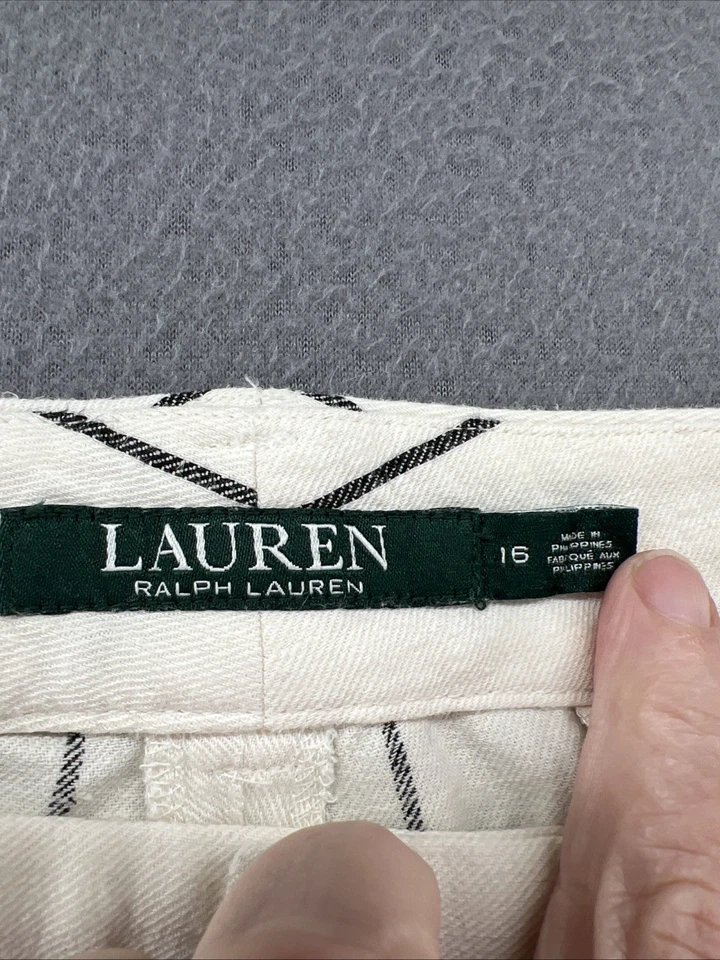 LAUREN
RALPH LAUREN
16
MADE IN
PHILIPPINES
FABRIQUÉ AUX
PHILIPPINES